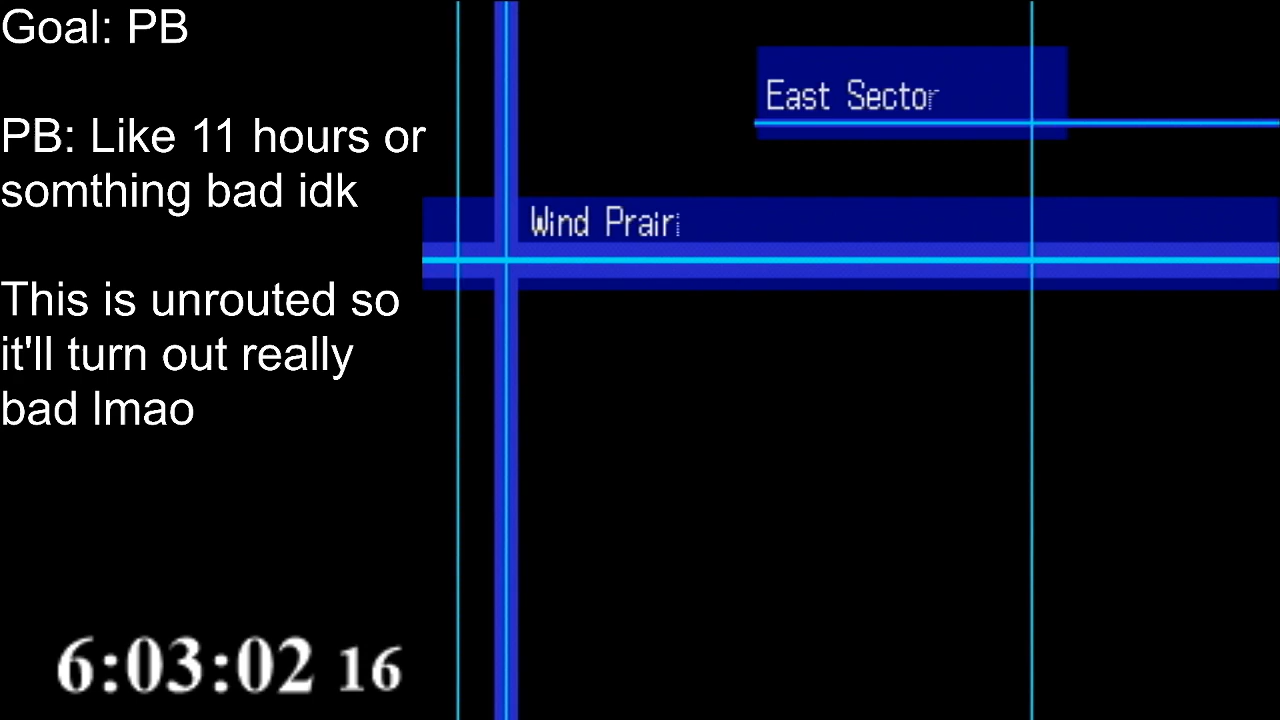 Goal: PB
PB: Like 11 hours or
somthing bad idk
This is unrouted so
it'll turn out really
bad lmao
East Sector
Wind Prair
6:03:02 16